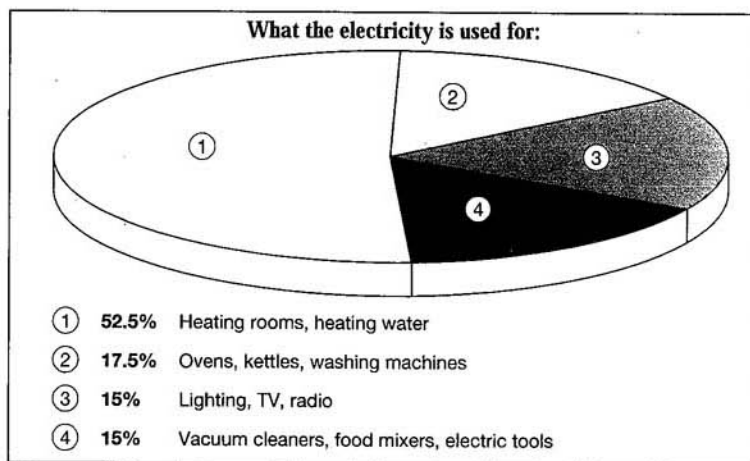 What the electricity is used for:
1
2
3
4
1 52.5% Heating rooms, heating water
2 17.5% Ovens, kettles, washing machines
3 15% Lighting, TV, radio
4 15% Vacuum cleaners, food mixers, electric tools